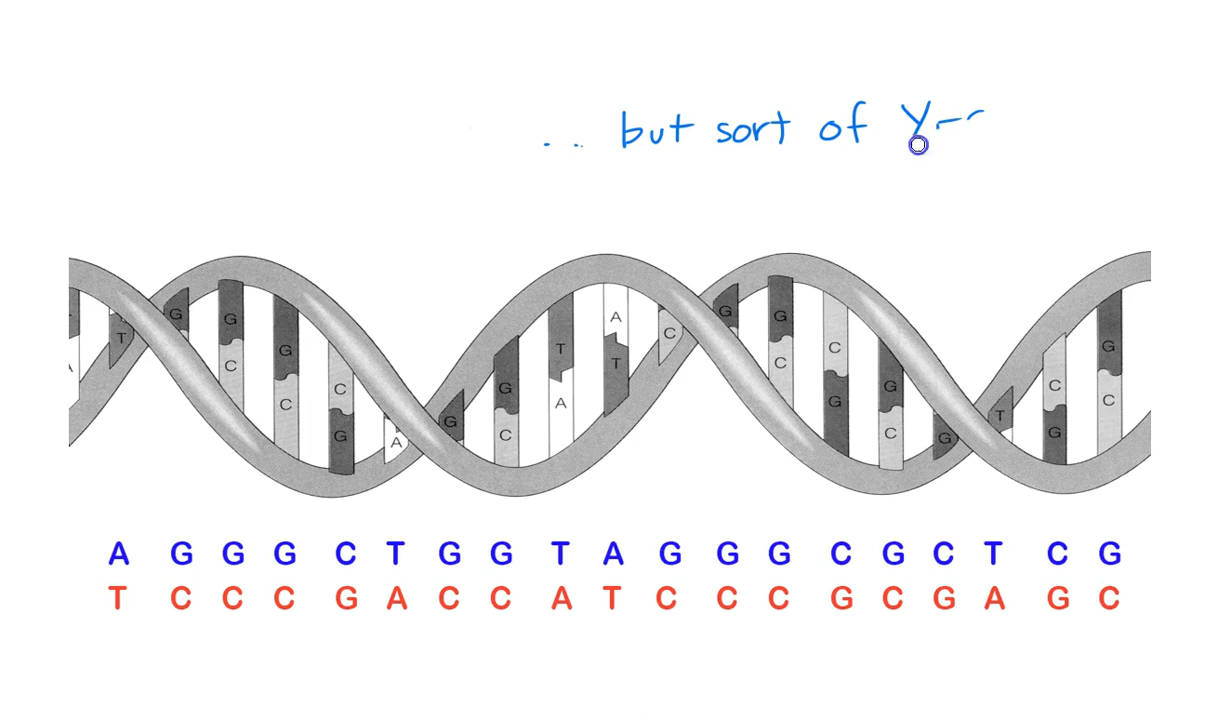 .. but sort of Y--
T G G G C G G T A C G G C G T C G
C C G A C A T C G C G G C
A G G G C T G G T A G G G C G C T C G
T C C C G A C C A T C C C G C G A G C